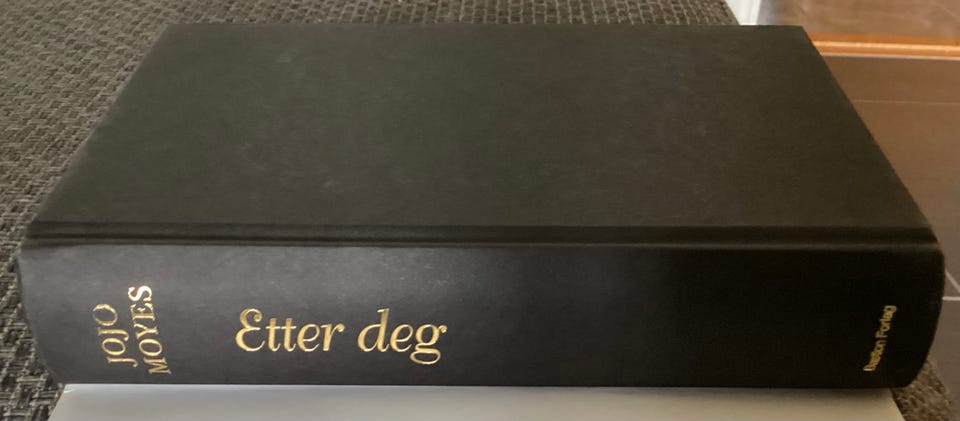 JOJO
MOYES
Etter deg
Bastion Forlag